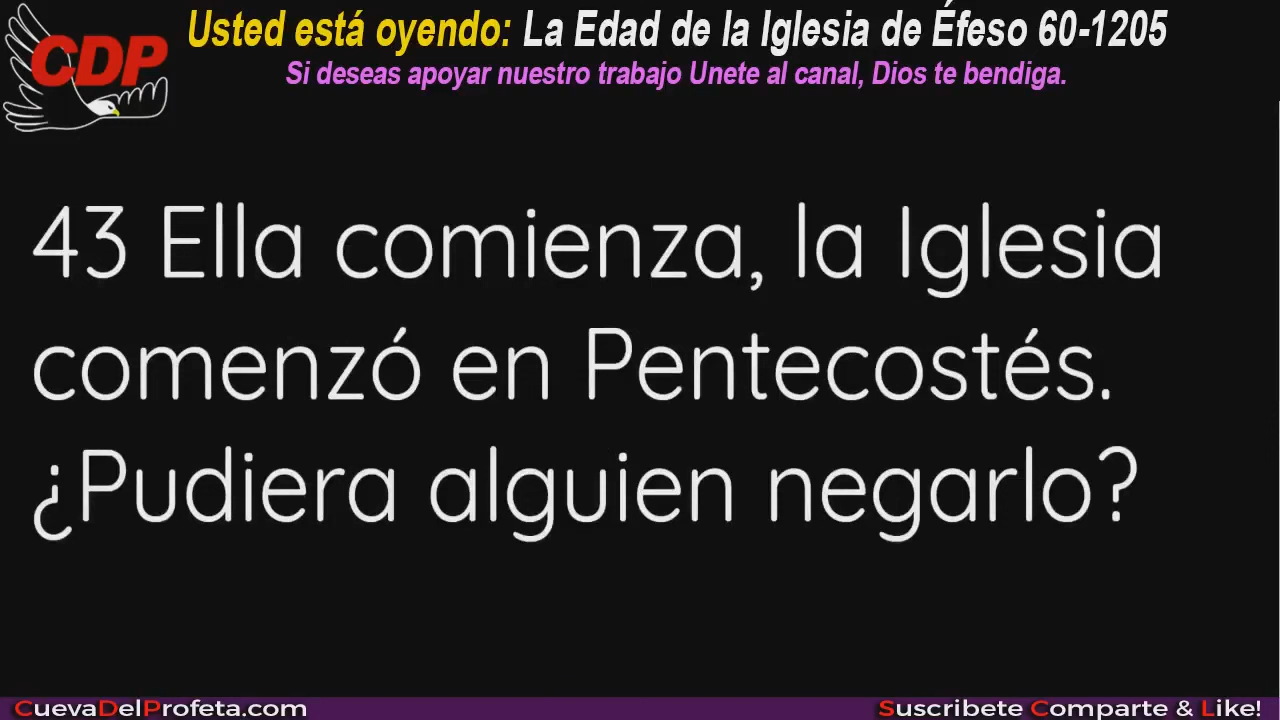 CDP
Usted está oyendo: La Edad de la Iglesia de Éfeso 60-1205
Si deseas apoyar nuestro trabajo Unete al canal, Dios te bendiga.
43 Ella comienza, la Iglesia
comenzó en Pentecostés.
¿Pudiera alguien negarlo?
CuevaDelProfeta.com
Suscribete Comparte & Like!